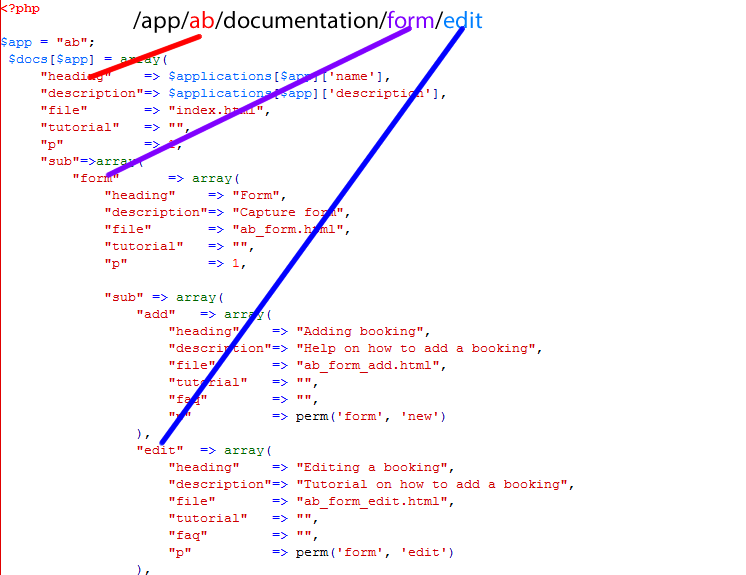 <?php
/app/ab/documentation/form/edit
$app = "ab";
$docs[$app] = array(
"heading" => $applications[$app]['name'],
"description"=> $applications[$app]['description'],
"file" => "index.html",
"tutorial" => "",
"p" => 1,
"sub"=>array(
"form" => array(
"heading" => "Form",
"description"=> "Capture form",
"file" => "ab_form.html",
"tutorial" => "",
"p" => 1,
"sub" => array(
"add" => array(
"heading" => "Adding booking",
"description"=> "Help on how to add a booking",
"file" => "ab_form_add.html",
"tutorial" => "",
"faq" => "",
"p" => perm('form', 'new')
),
"edit" => array(
"heading" => "Editing a booking",
"description"=> "Tutorial on how to add a booking",
"file" => "ab_form_edit.html",
"tutorial" => "",
"faq" => "",
"p" => perm('form', 'edit')
),